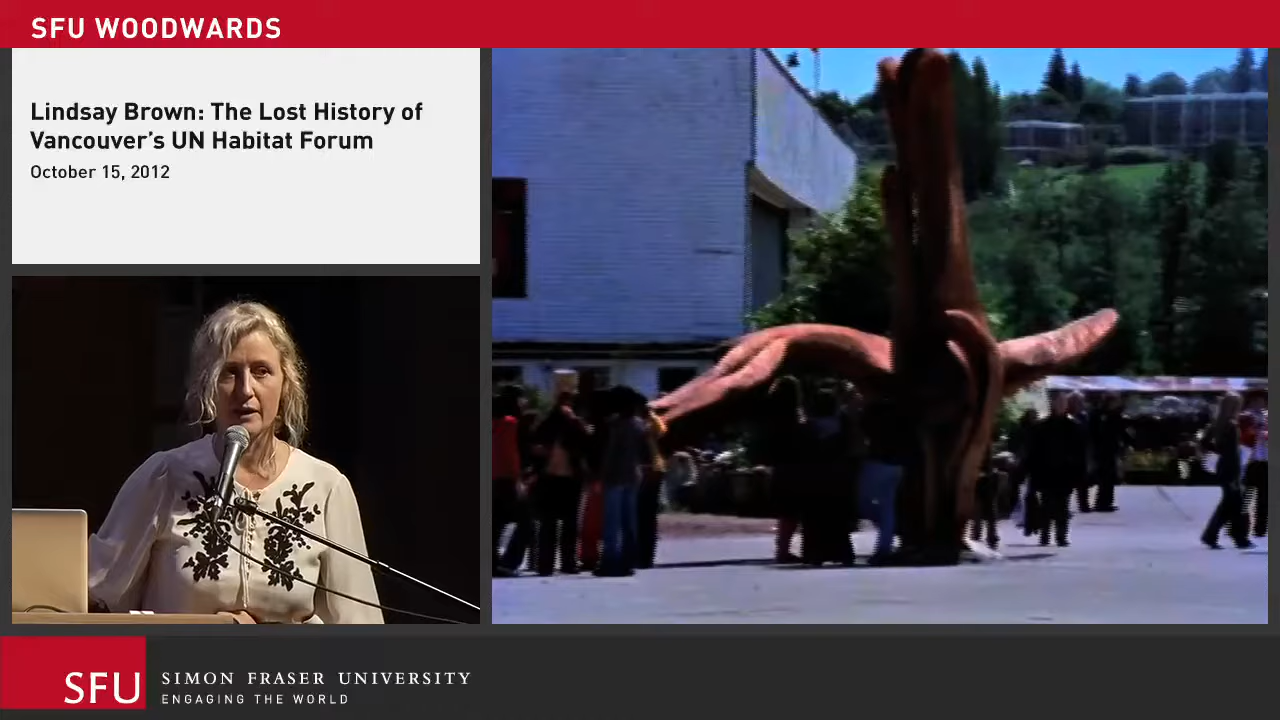 SFU WOODWARDS
Lindsay Brown: The Lost History of
Vancouver’s UN Habitat Forum
October 15, 2012
SFU
SIMON FRASER UNIVERSITY
ENGAGING THE WORLD